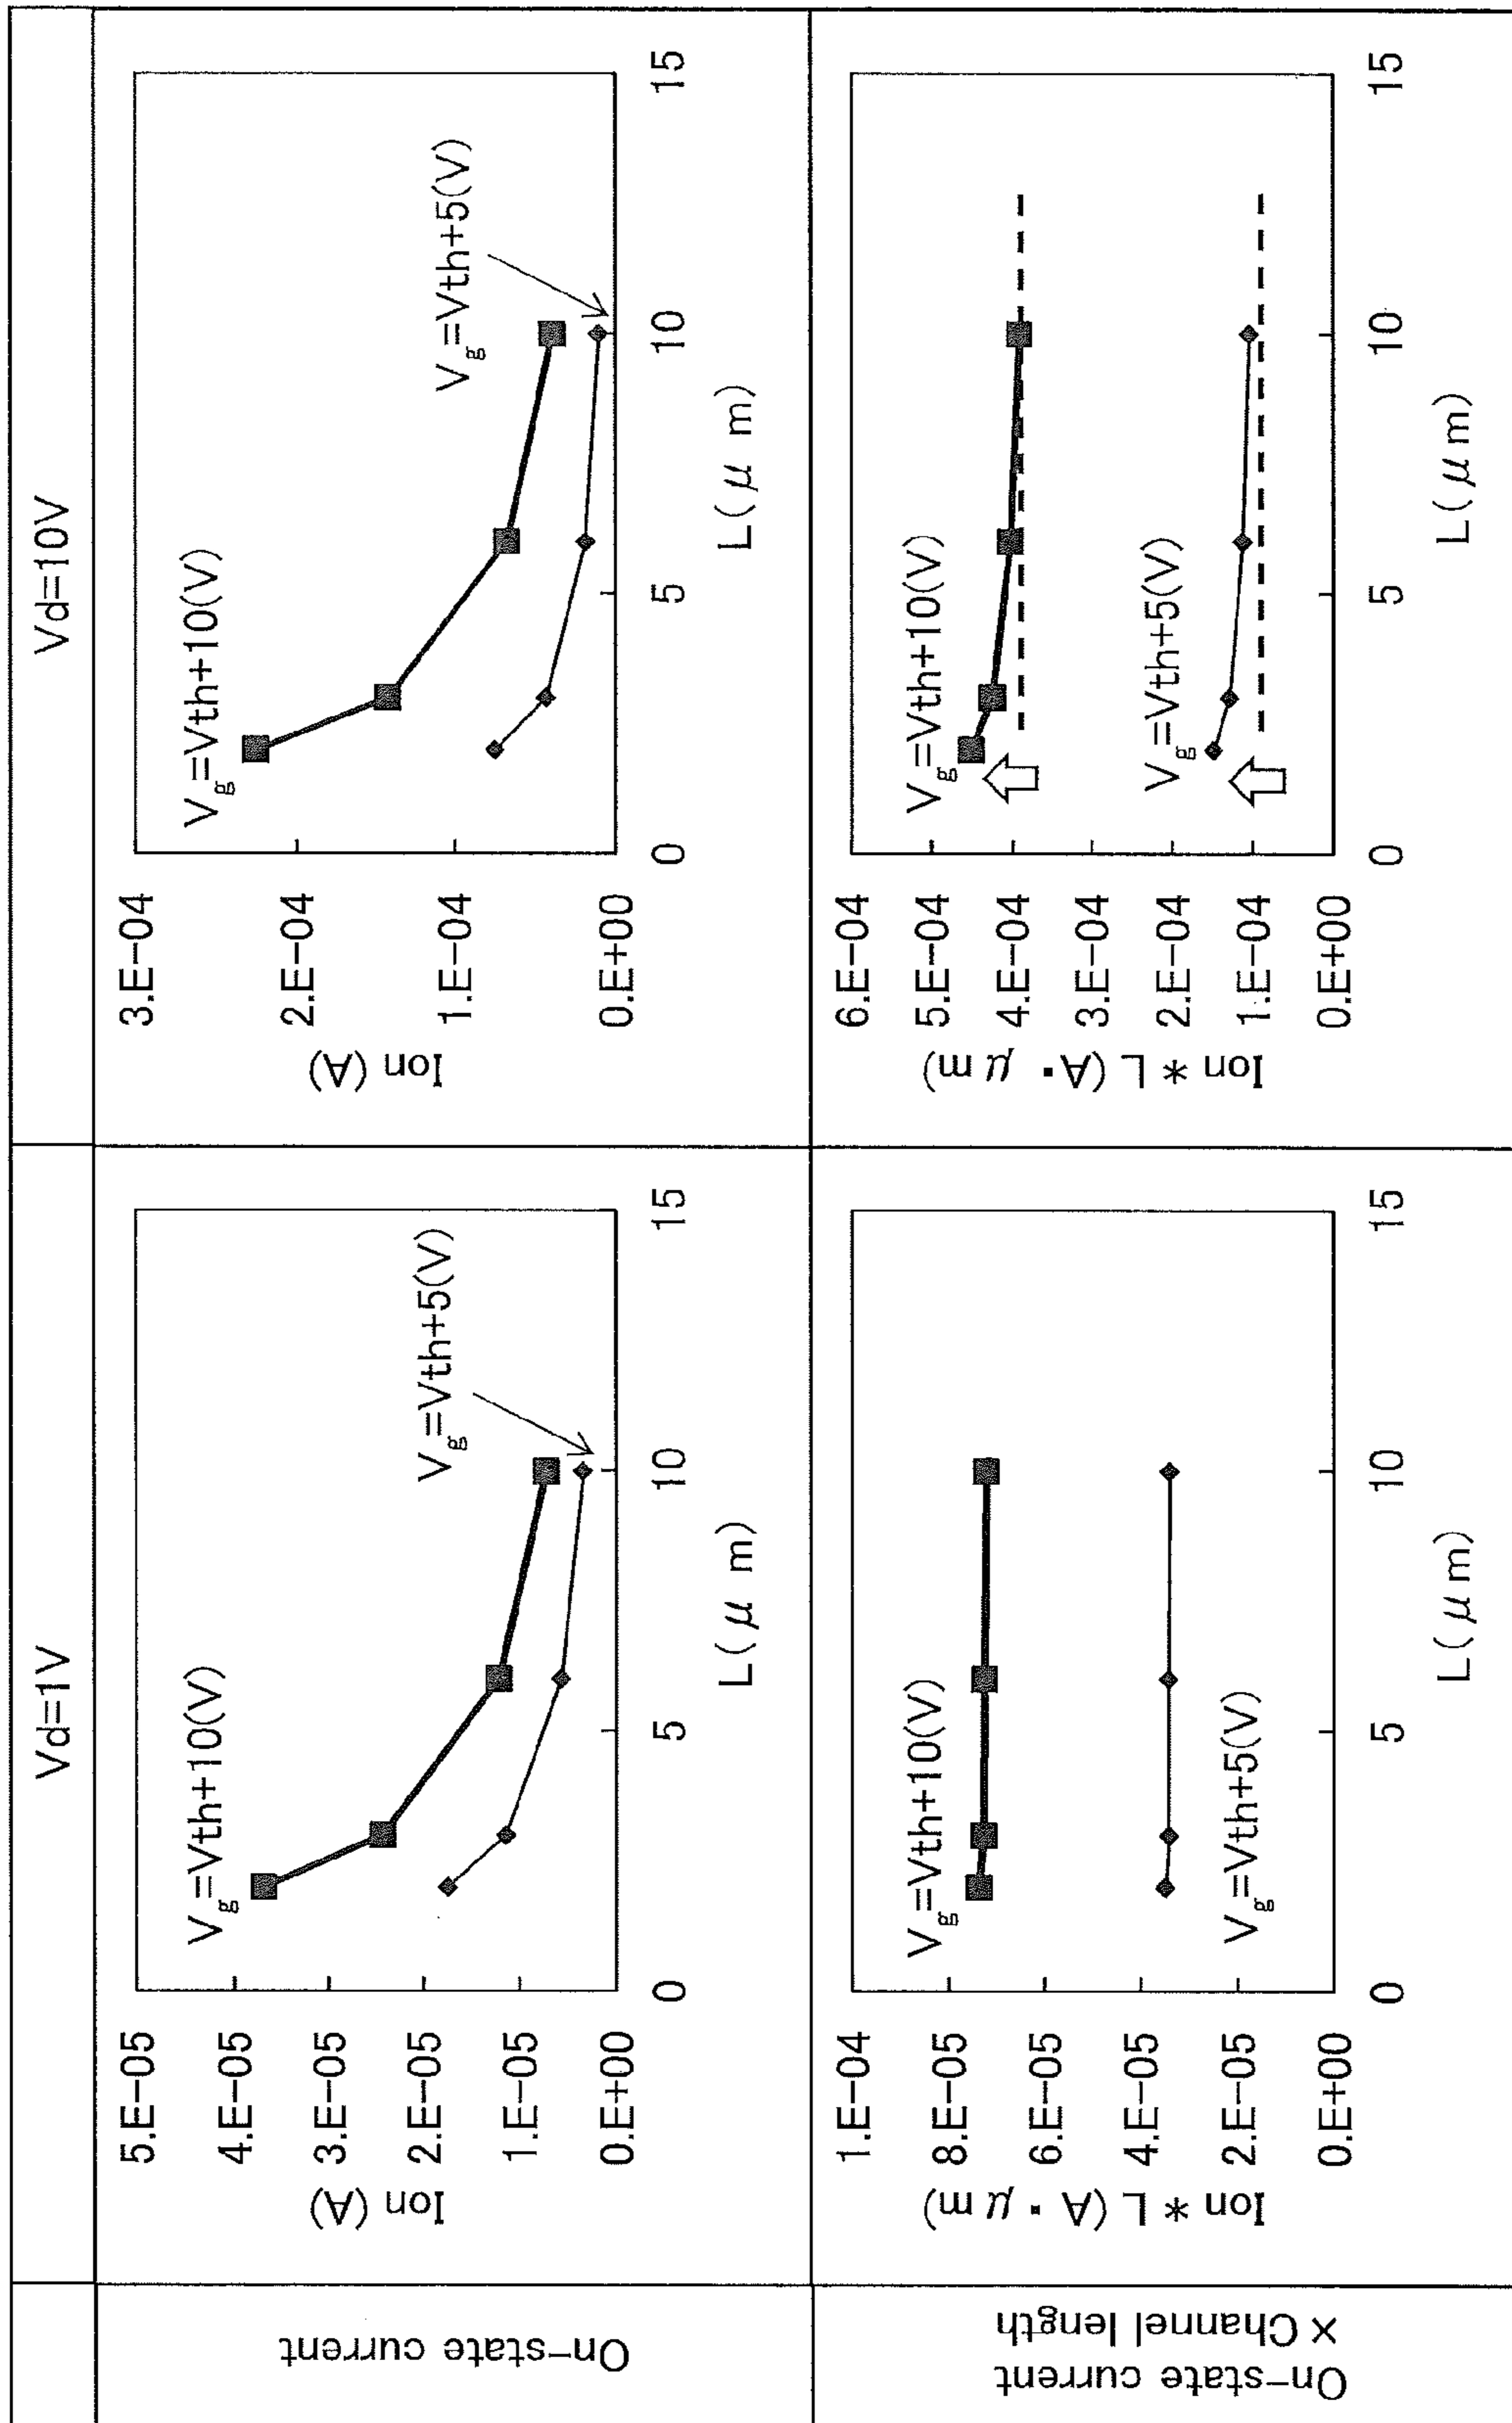 Vd=1V
Vd=10V
On-state current
Ion (A)
5.E-05
4.E-05
3.E-05
2.E-05
1.E-05
0.E+00
Vg=Vth+10(V)
Vg=Vth+5(V)
0
5
10
15
L(μm)
Ion (A)
3.E-04
2.E-04
1.E-04
0.E+00
Vg=Vth+10(V)
Vg=Vth+5(V)
0
5
10
15
L(μm)
On-state current
×Channel length
Ion * L (A・μm)
1.E-04
8.E-05
6.E-05
4.E-05
2.E-05
0.E+00
Vg=Vth+10(V)
Vg=Vth+5(V)
0
5
10
15
L(μm)
Ion * L (A・μm)
6.E-04
5.E-04
4.E-04
3.E-04
2.E-04
1.E-04
0.E+00
Vg=Vth+10(V)
Vg=Vth+5(V)
0
5
10
15
L(μm)